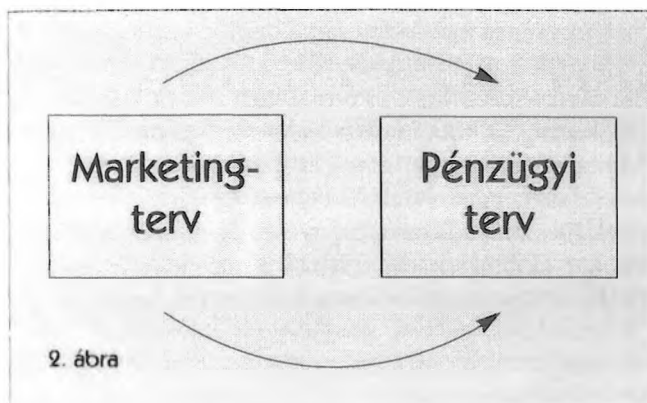 Marketing-
terv
Pénzügyi
terv
2. ábra